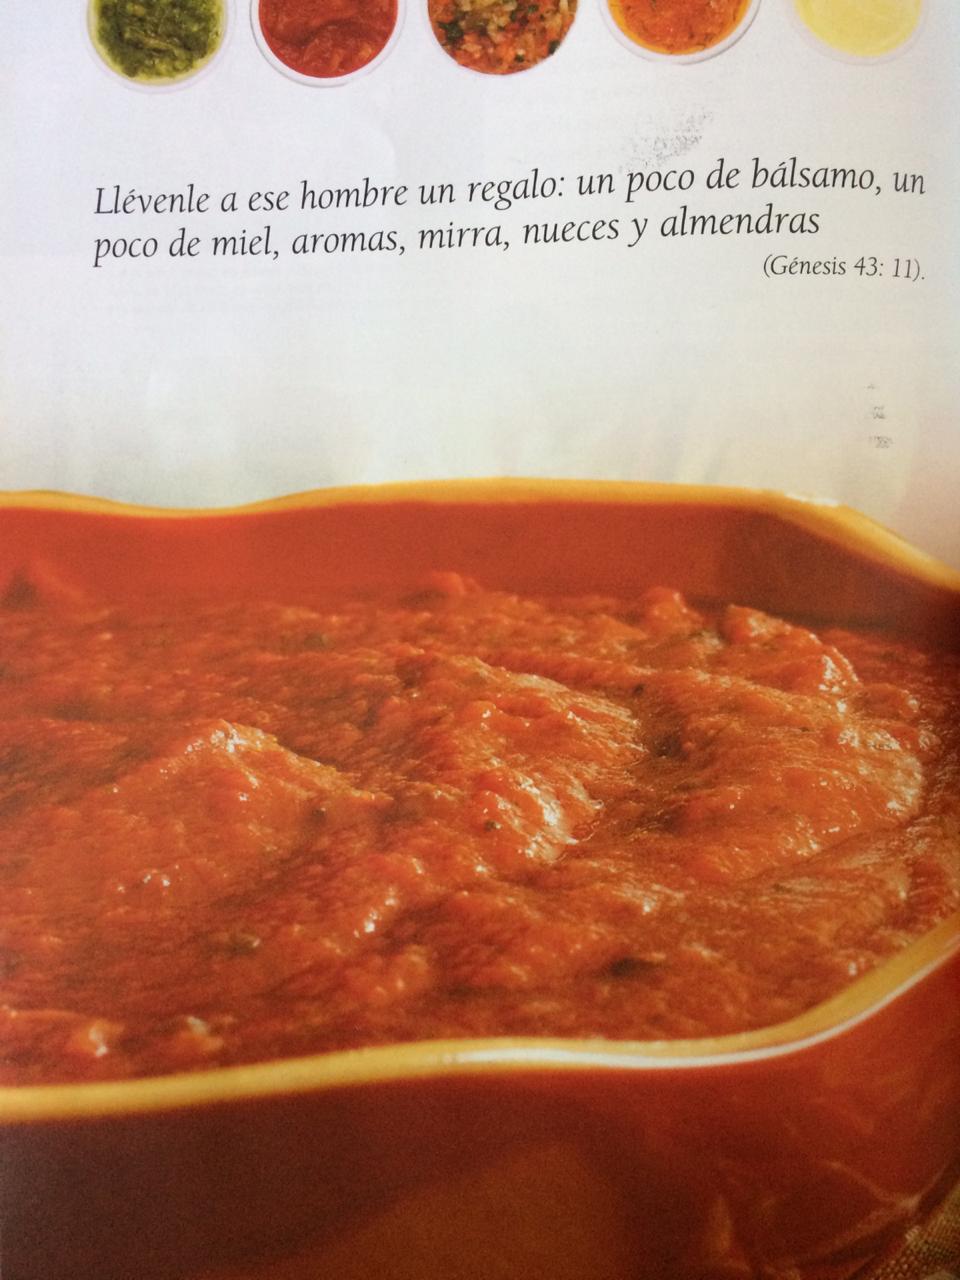 Llévenle a ese hombre un regalo: un poco de bálsamo, un
poco de miel, aromas, mirra, nueces y almendras
(Génesis 43: 11).